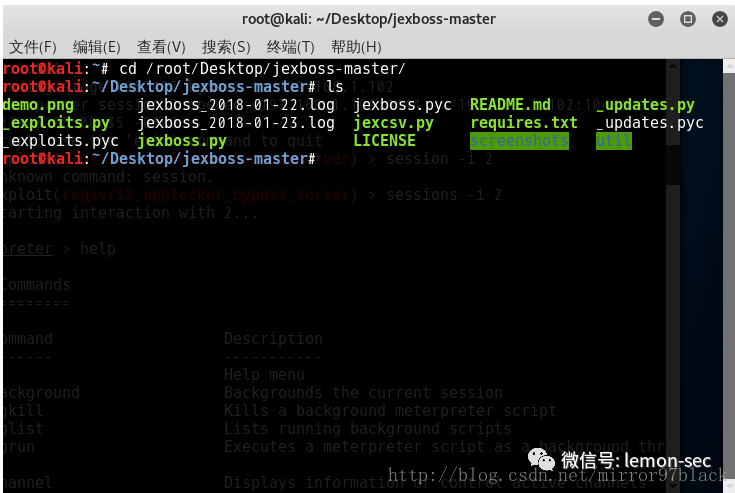 root@kali: ~/Desktop/jexboss-master
文件(F) 编辑(E) 查看(V) 搜索(S) 终端(T) 帮助(H)
root@kali:~# cd /root/Desktop/jexboss-master/
root@kali:~/Desktop/jexboss-master# ls
demo.png jexboss_2018-01-22.log jexboss.pyc README.md _updates.py
_exploits.py jexboss_2018-01-23.log jexcsv.py requires.txt _updates.pyc
_exploits.pyc jexboss.py LICENSE screenshots util
root@kali:~/Desktop/jexboss-master# ) > session -i 2
nknown command: session.
xploit(regsvr32_applocker_bypass_server) > sessions -i 2
tarting interaction with 2...
preter > help
Commands
========
ommand Description
------ -----------
Help menu
ackground Backgrounds the current session
gkill Kills a background meterpreter script
glist Lists running background scripts
grun Executes a meterpreter script as a background thr
hannel Displays information or control active channels
微信号: lemon-sec
http://blog.csdn.net/mirror97black